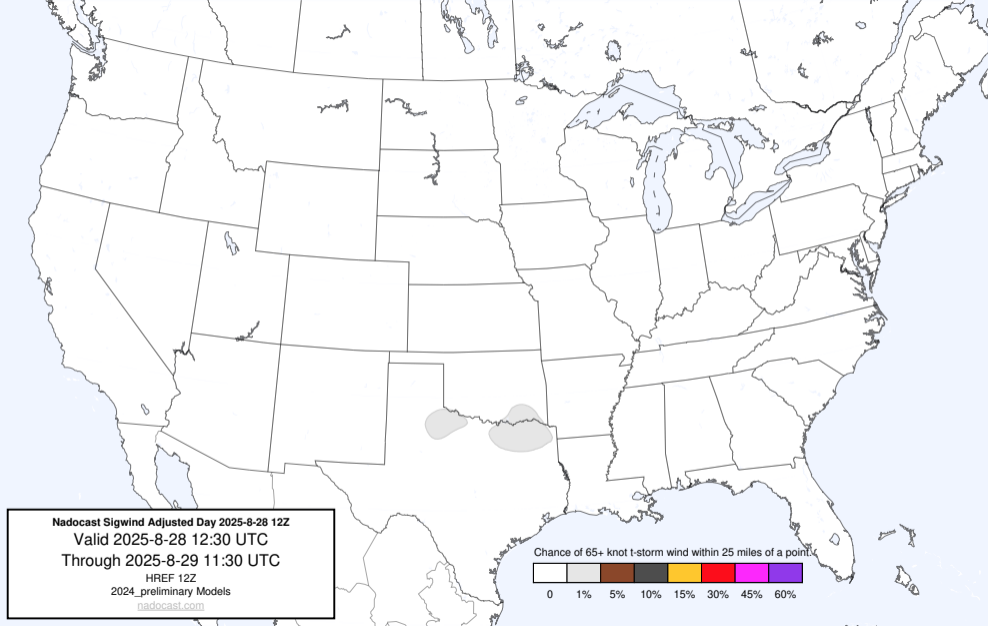 Nadocast Sigwind Adjusted Day 2025-8-28 12Z
Valid 2025-8-28 12:30 UTC
Through 2025-8-29 11:30 UTC
HREF 12Z
2024_preliminary Models
nadocast.com
Chance of 65+ knot t-storm wind within 25 miles of a point.
0 1% 5% 10% 15% 30% 45% 60%